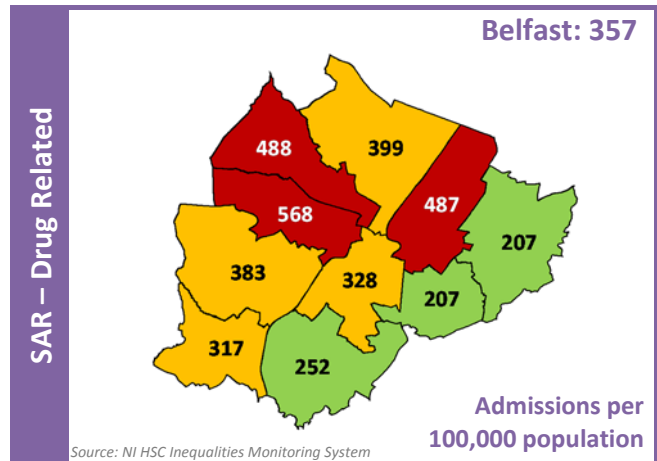 SAR – Drug Related
Belfast: 357
488
399
568
487
207
383
328
207
317
252
Admissions per
100,000 population
Source: NI HSC Inequalities Monitoring System